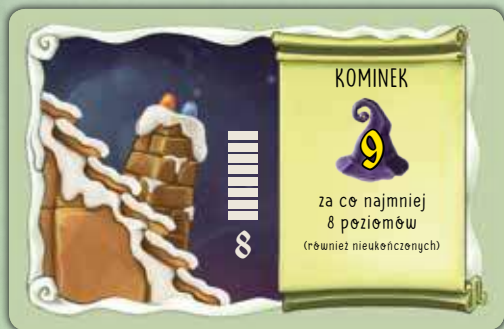 8
KOMINEK
9
za co najmniej
8 poziomów
(również nieukończonych)